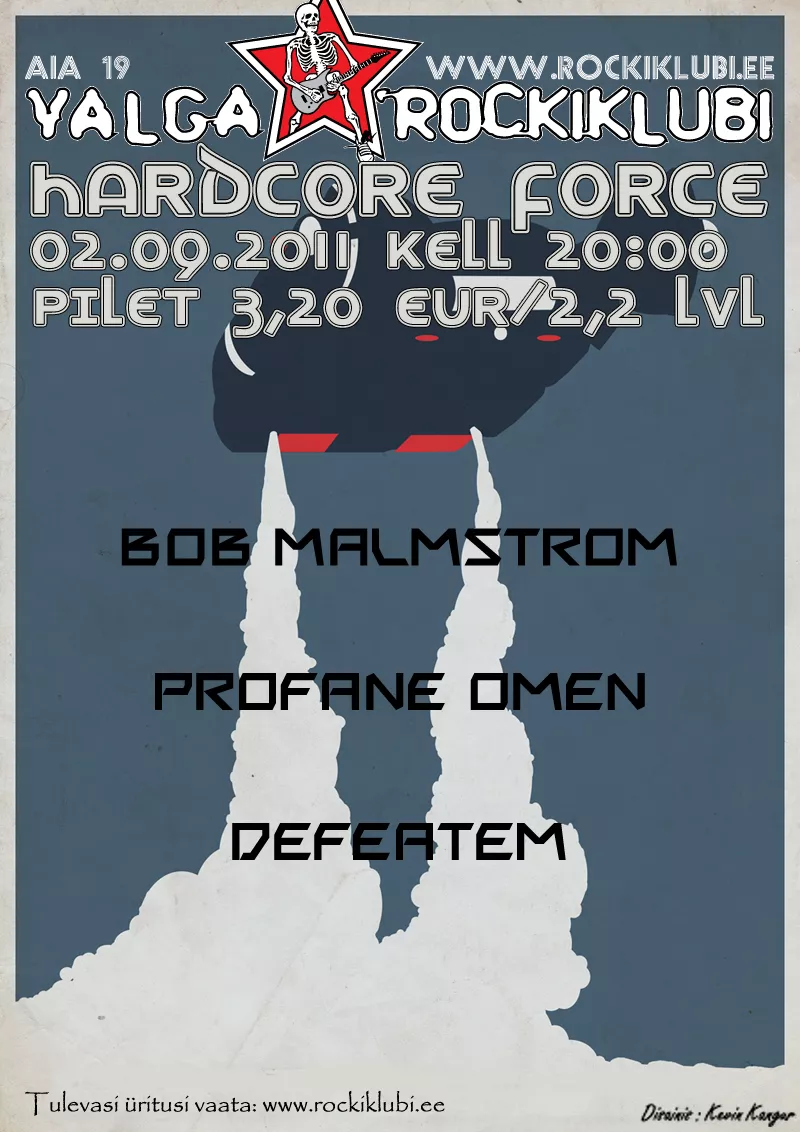 AIA 19
WWW.ROCKIKLUBI.EE
VALGA ROCKIKLUBI
HARDCORE FORCE
02.09.2011 KELL 20:00
PILET 3,20 EUR/2,2 LVL
BOB MALMSTROM
PROFANE OMEN
DEFEATEM
Tulevasi üritusi vaata: www.rockiklubi.ee
Disainis : Kevin Kangur